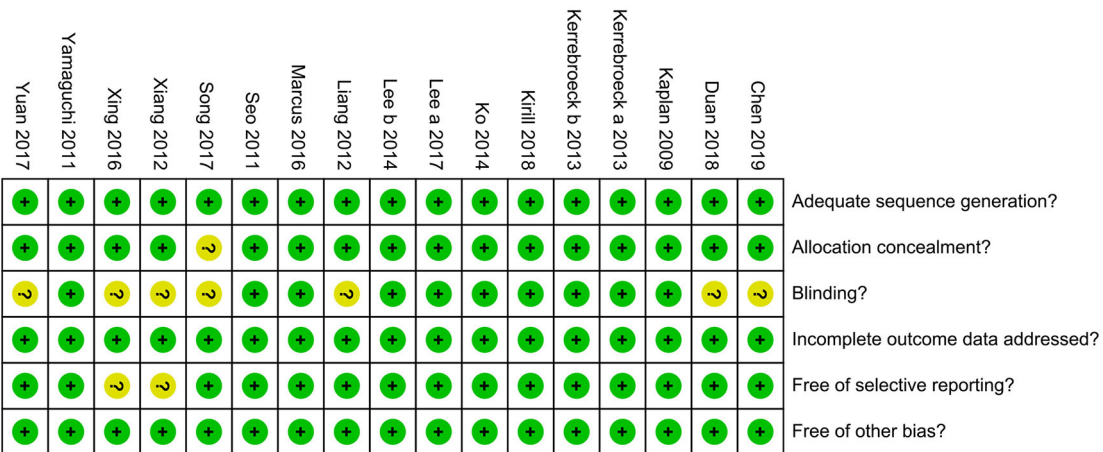 Yuan 2017
Yamaguchi 2011
Xing 2016
Xiang 2012
Song 2017
Seo 2011
Marcus 2016
Liang 2012
Lee b 2014
Lee a 2017
Ko 2014
Kirill 2018
Kerrebroeck b 2013
Kerrebroeck a 2013
Kaplan 2009
Duan 2018
Chen 2019
+ + + + + + + + + + + + + + + + + Adequate sequence generation?
+ + + + ? + + + + + + + + + + + + Allocation concealment?
? + ? ? ? + + ? + + + + + + + ? ? Blinding?
+ + + + + + + + + + + + + + + + + Incomplete outcome data addressed?
+ + ? ? + + + + + + + + + + + + + Free of selective reporting?
+ + + + + + + + + + + + + + + + + Free of other bias?